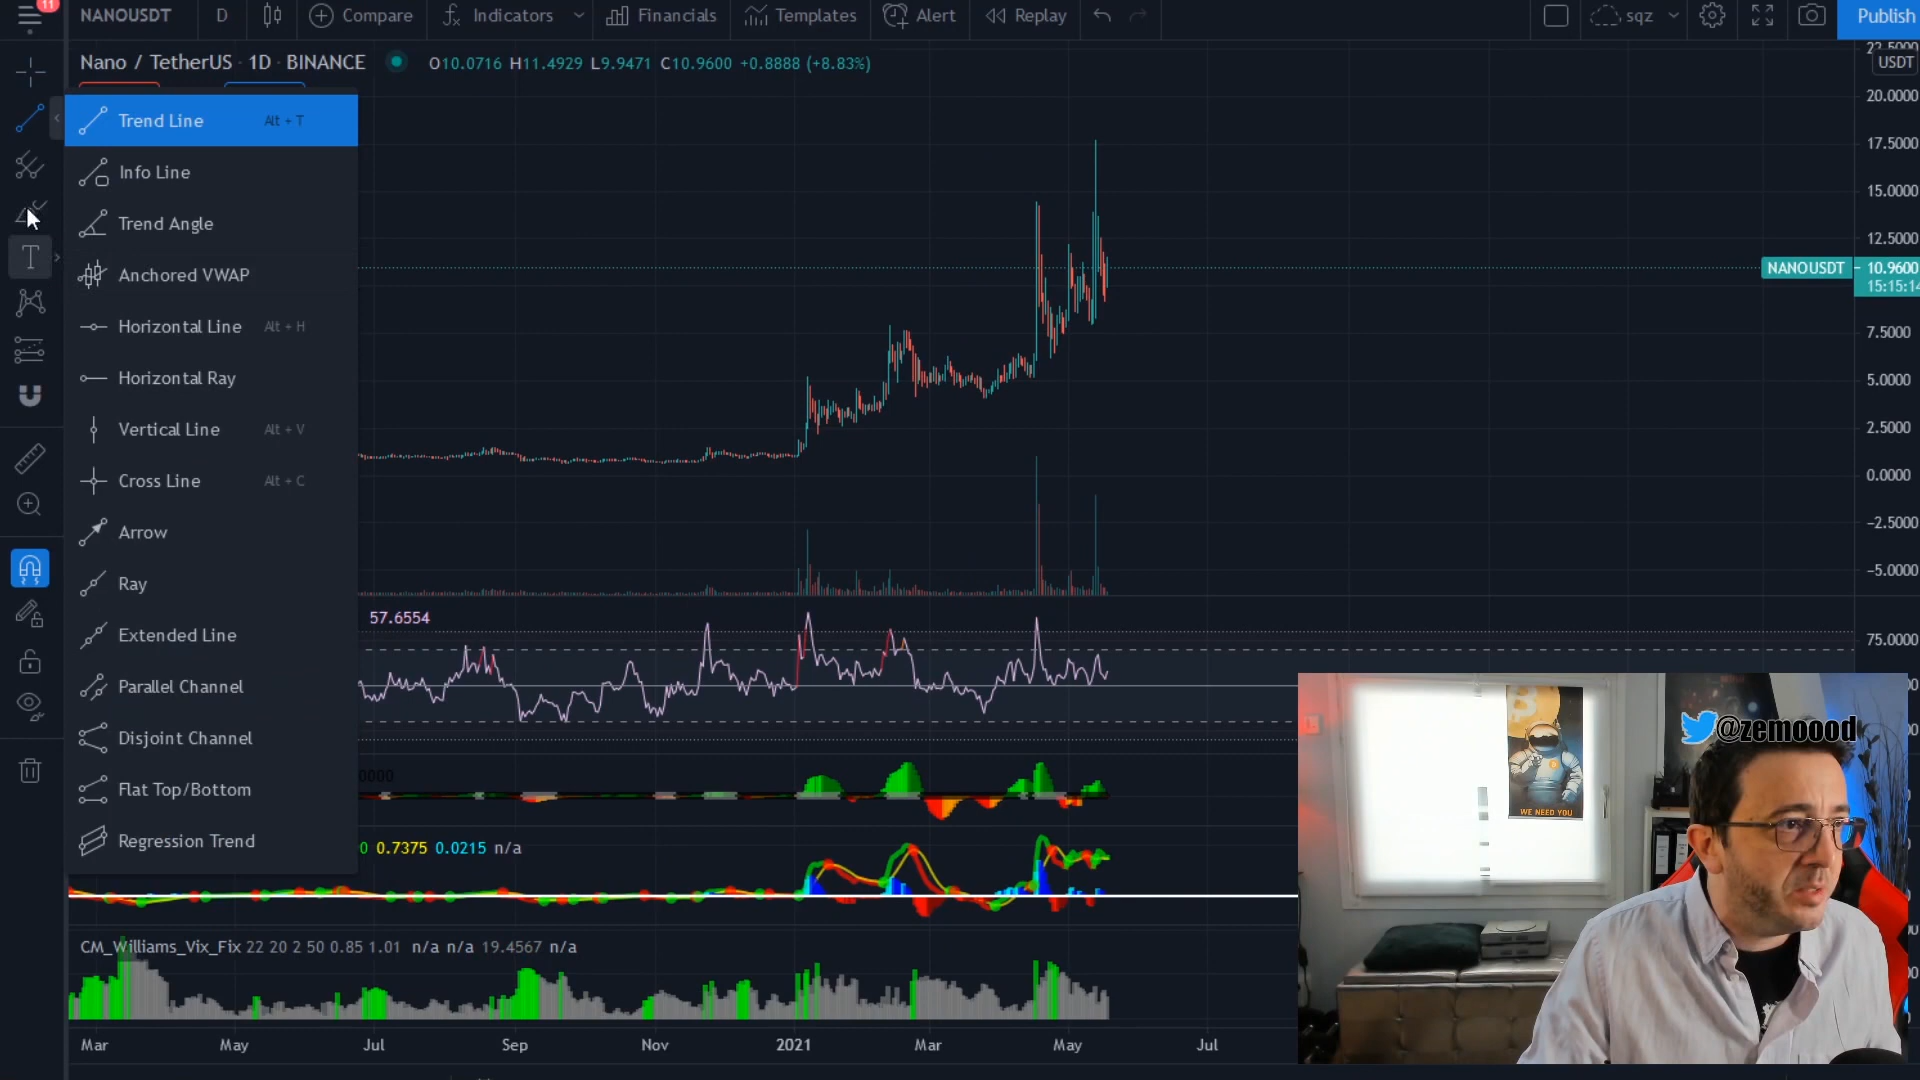 11
NANOUSDT
D
Compare
Indicators
Financials
Templates
Alert
Replay
sqz
Publish
Nano / TetherUS · 1D · BINANCE
O10.0716 H11.4929 L9.9471 C10.9600 +0.8888 (+8.83%)
22.5000
USDT
20.0000
17.5000
15.0000
12.5000
NANOUSDT
10.9600
15:15:14
7.5000
5.0000
2.5000
0.0000
−2.5000
−5.0000
75.0000
Trend Line Alt + T
Info Line
Trend Angle
Anchored VWAP
Horizontal Line Alt + H
Horizontal Ray
Vertical Line Alt + V
Cross Line Alt + C
Arrow
Ray
Extended Line
Parallel Channel
Disjoint Channel
Flat Top/Bottom
Regression Trend
57.6554
0.7375 0.0215 n/a
CM_Williams_Vix_Fix 22 20 2 50 0.85 1.01 n/a n/a 19.4567 n/a
Mar May Jul Sep Nov 2021 Mar May Jul
@zemoood
WE NEED YOU